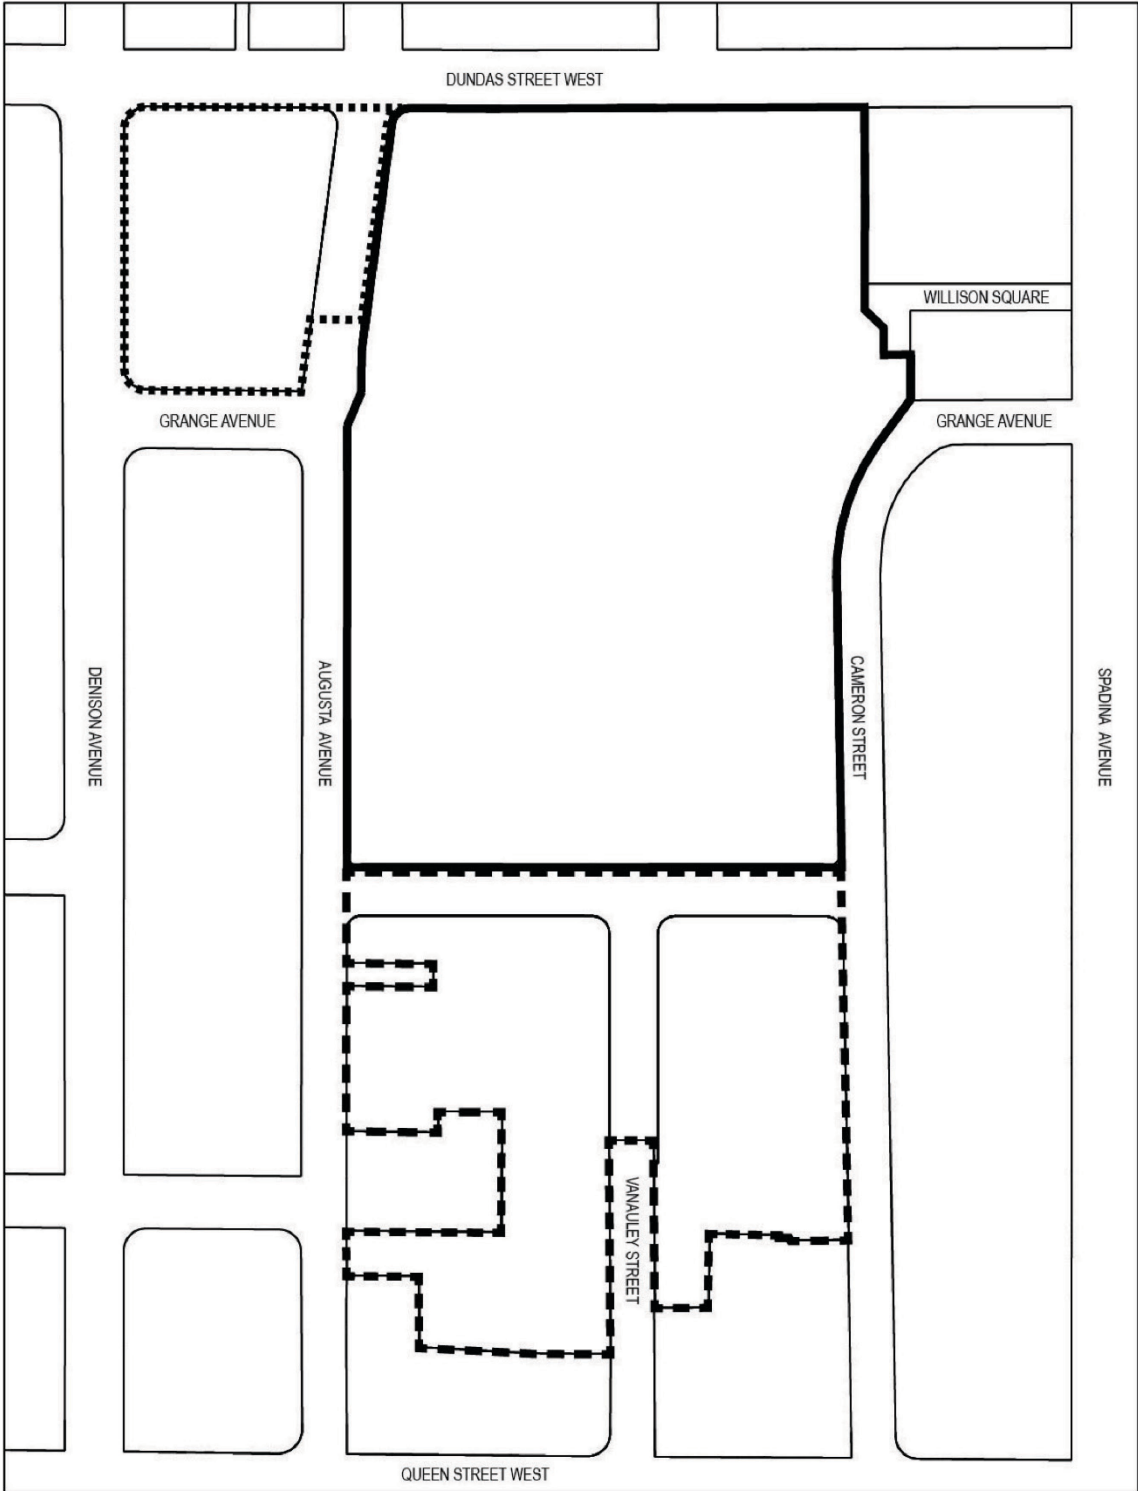 DUNDAS STREET WEST
WILLISON SQUARE
GRANGE AVENUE
GRANGE AVENUE
DENISON AVENUE
AUGUSTA AVENUE
CAMERON STREET
SPADINA AVENUE
VANAULEY STREET
QUEEN STREET WEST